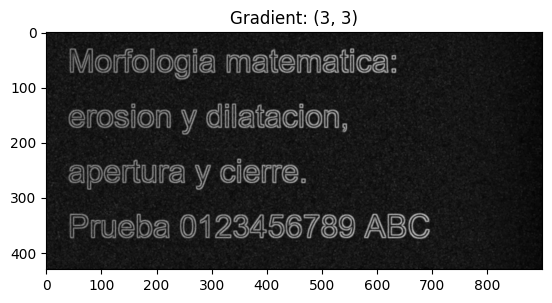 Gradient: (3, 3)
0
100
200
300
400
Morfologia matematica:
erosion y dilatacion,
apertura y cierre.
Prueba 0123456789 ABC
0 100 200 300 400 500 600 700 800